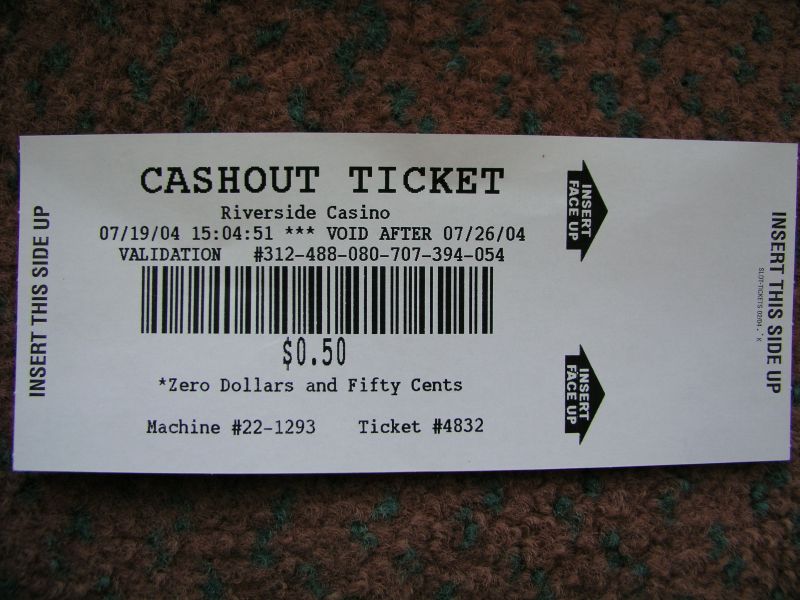 CASHOUT TICKET
Riverside Casino
07/19/04 15:04:51 *** VOID AFTER 07/26/04
VALIDATION #312-488-080-707-394-054
$0.50
*Zero Dollars and Fifty Cents
Machine #22-1293 Ticket #4832
INSERT THIS SIDE UP
INSERT
FACE UP
INSERT
FACE UP
INSERT THIS SIDE UP